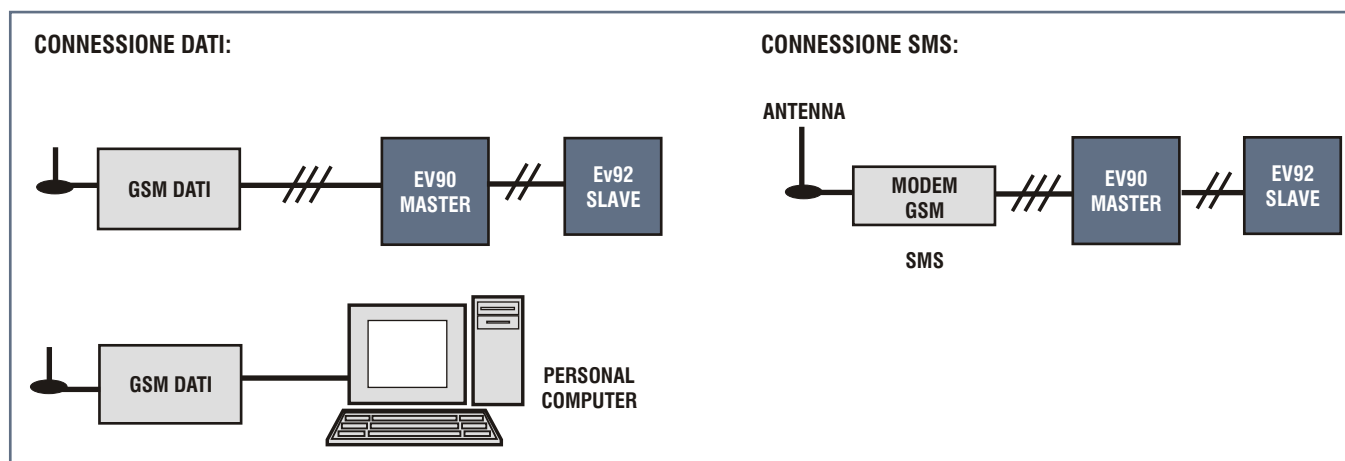 CONNESSIONE DATI:
GSM DATI
EV90
MASTER
Ev92
SLAVE
GSM DATI
PERSONAL
COMPUTER
CONNESSIONE SMS:
ANTENNA
MODEM
GSM
SMS
EV90
MASTER
EV92
SLAVE